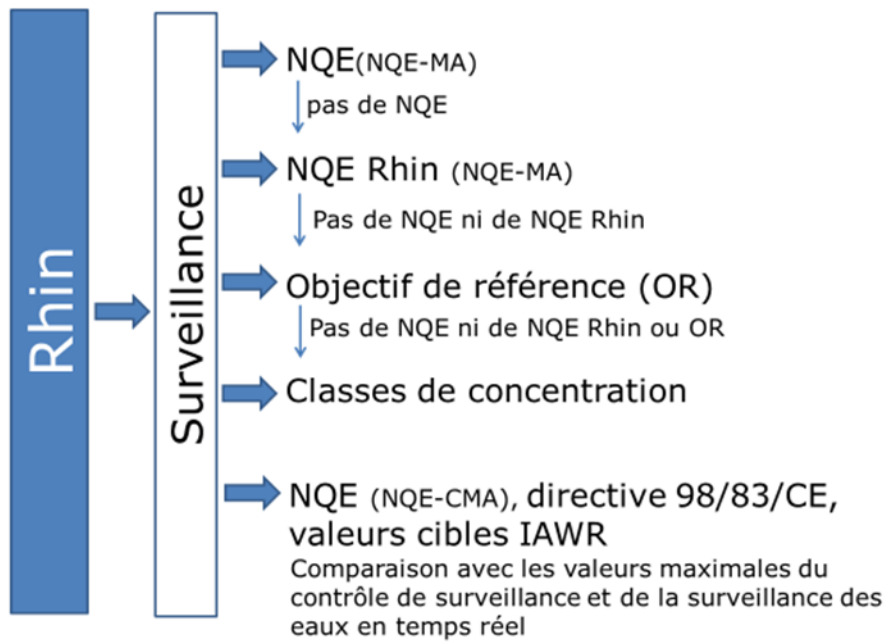 Rhin
Surveillance
NQE(NQE-MA)
pas de NQE
NQE Rhin (NQE-MA)
Pas de NQE ni de NQE Rhin
Objectif de référence (OR)
Pas de NQE ni de NQE Rhin ou OR
Classes de concentration
NQE (NQE-CMA), directive 98/83/CE,
valeurs cibles IAWR
Comparaison avec les valeurs maximales du
contrôle de surveillance et de la surveillance des
eaux en temps réel